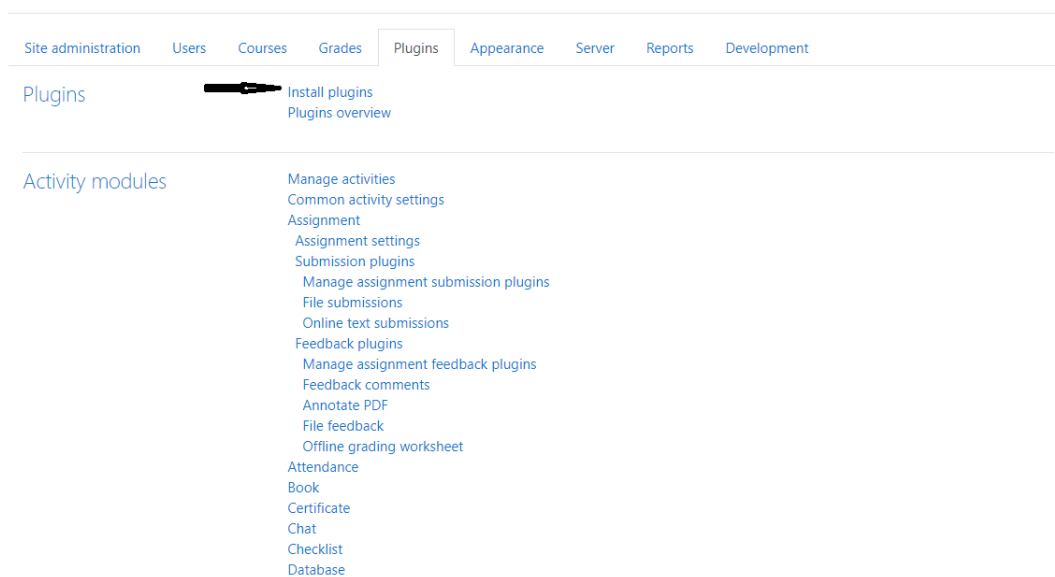 Site administration Users Courses Grades Plugins Appearance Server Reports Development
Plugins
Install plugins
Plugins overview
Activity modules
Manage activities
Common activity settings
Assignment
Assignment settings
Submission plugins
Manage assignment submission plugins
File submissions
Online text submissions
Feedback plugins
Manage assignment feedback plugins
Feedback comments
Annotate PDF
File feedback
Offline grading worksheet
Attendance
Book
Certificate
Chat
Checklist
Database